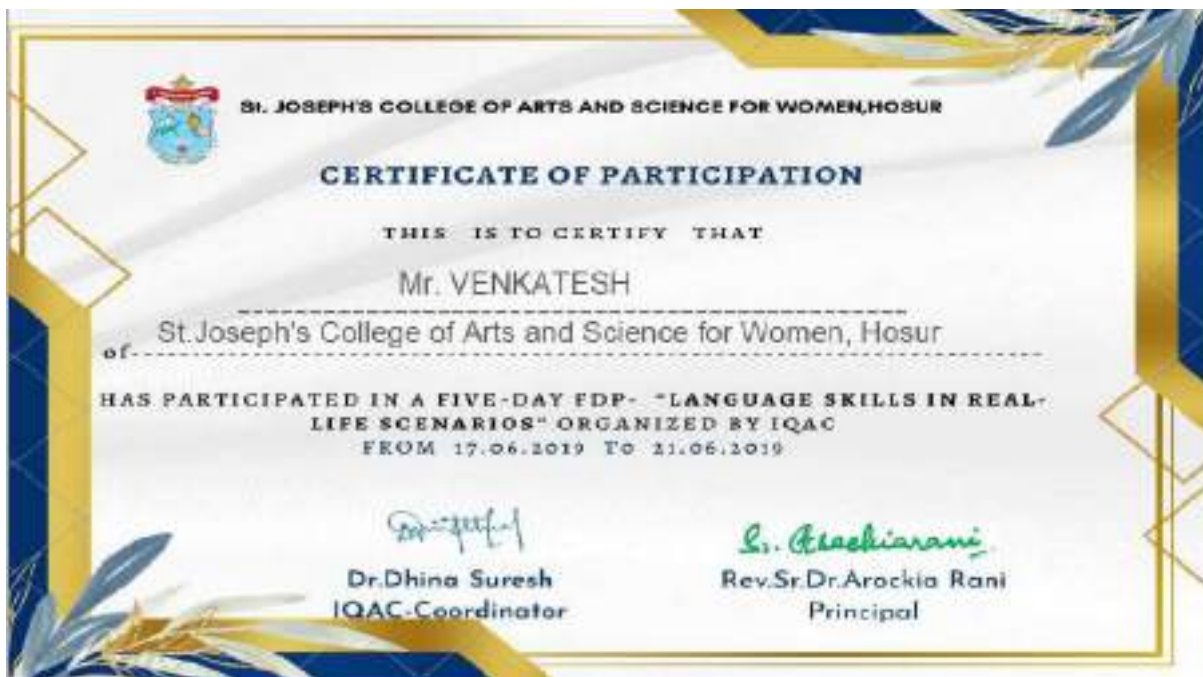 St. JOSEPH'S COLLEGE OF ARTS AND SCIENCE FOR WOMEN,HOSUR
CERTIFICATE OF PARTICIPATION
THIS IS TO CERTIFY THAT
Mr. VENKATESH
of St.Joseph's College of Arts and Science for Women, Hosur
HAS PARTICIPATED IN A FIVE-DAY FDP- "LANGUAGE SKILLS IN REAL-
LIFE SCENARIOS" ORGANIZED BY IQAC
FROM 17.06.2019 TO 21.06.2019
Dr.Dhina Suresh
Rev.Sr.Dr.Arockia Rani
IQAC-Coordinator
Principal